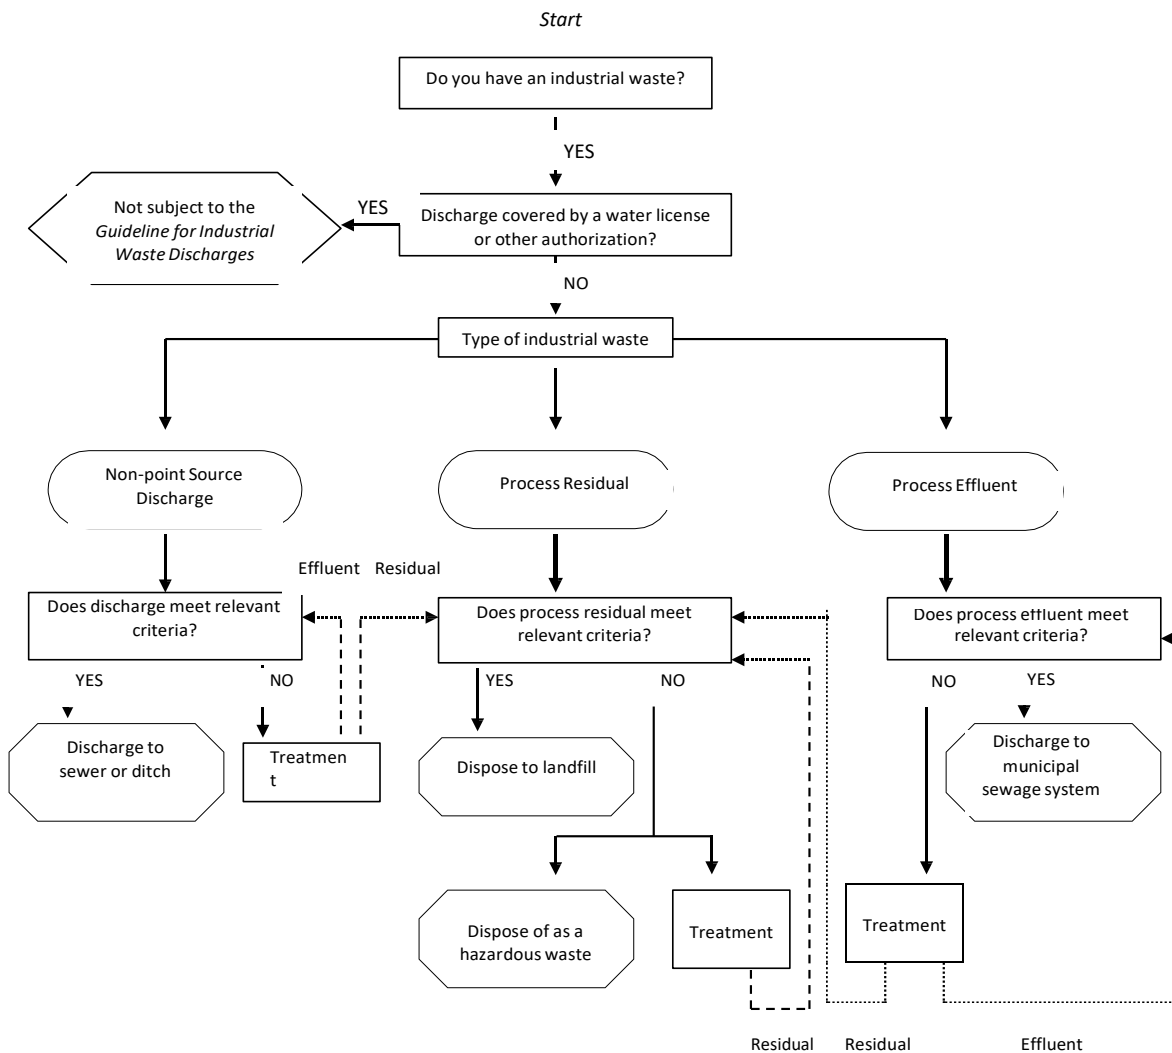 Start
Do you have an industrial waste?
YES
Not subject to the
Guideline for Industrial
Waste Discharges
YES
Discharge covered by a water license
or other authorization?
NO
Type of industrial waste
Non-point Source
Discharge
Process Residual
Process Effluent
Effluent Residual
Does discharge meet relevant
criteria?
Does process residual meet
relevant criteria?
Does process effluent meet
relevant criteria?
YES
NO
YES
NO
NO
YES
Discharge to
sewer or ditch
Treatmen
t
Dispose to landfill
Discharge to
municipal
sewage system
Dispose of as a
hazardous waste
Treatment
Treatment
Residual
Residual
Effluent